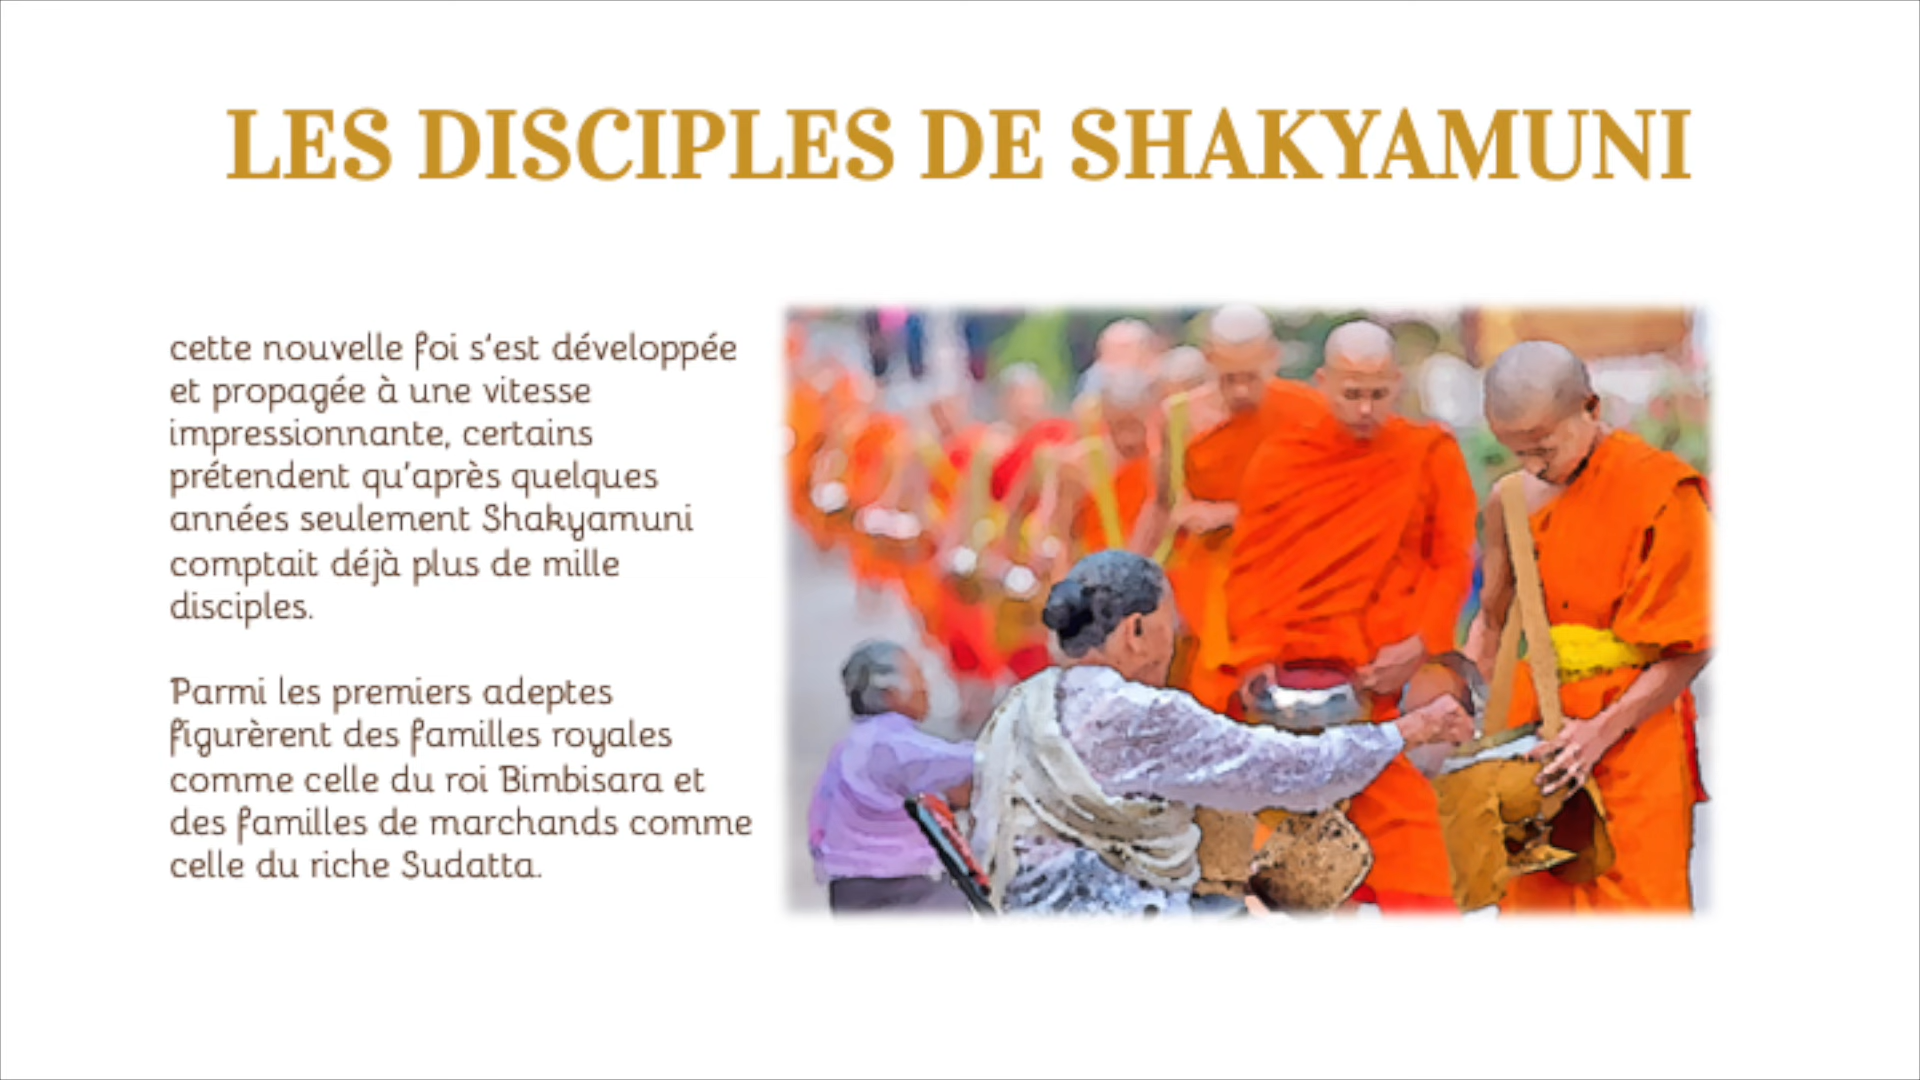 LES DISCIPLES DE SHAKYAMUNI
cette nouvelle foi s'est développée
et propagée à une vitesse
impressionnante, certains
prétendent qu'après quelques
années seulement Shakyamuni
comptait déjà plus de mille
disciples.
Parmi les premiers adeptes
figurèrent des familles royales
comme celle du roi Bimbisara et
des familles de marchands comme
celle du riche Sudatta.